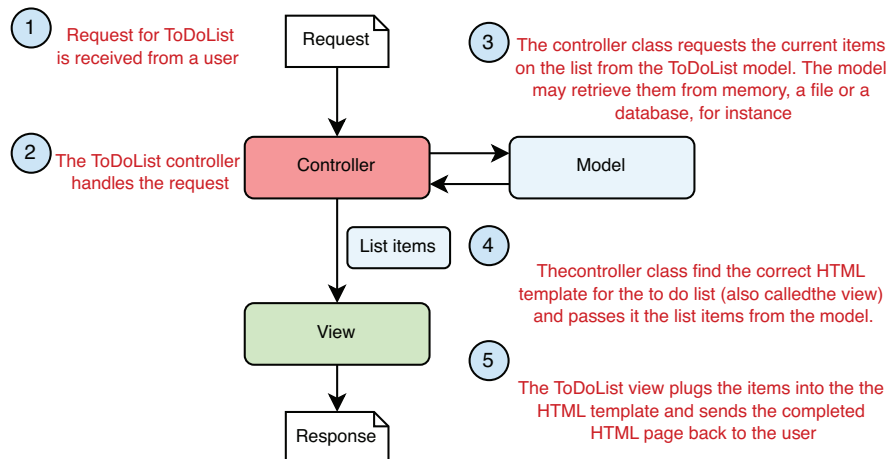 1
Request for ToDoList
is received from a user
Request
3
The controller class requests the current items
on the list from the ToDoList model. The model
may retrieve them from memory, a file or a
database, for instance
2
The ToDoList controller
handles the request
Controller
Model
List items
4
Thecontroller class find the correct HTML
template for the to do list (also calledthe view)
and passes it the list items from the model.
View
5
The ToDoList view plugs the items into the the
HTML template and sends the completed
HTML page back to the user
Response